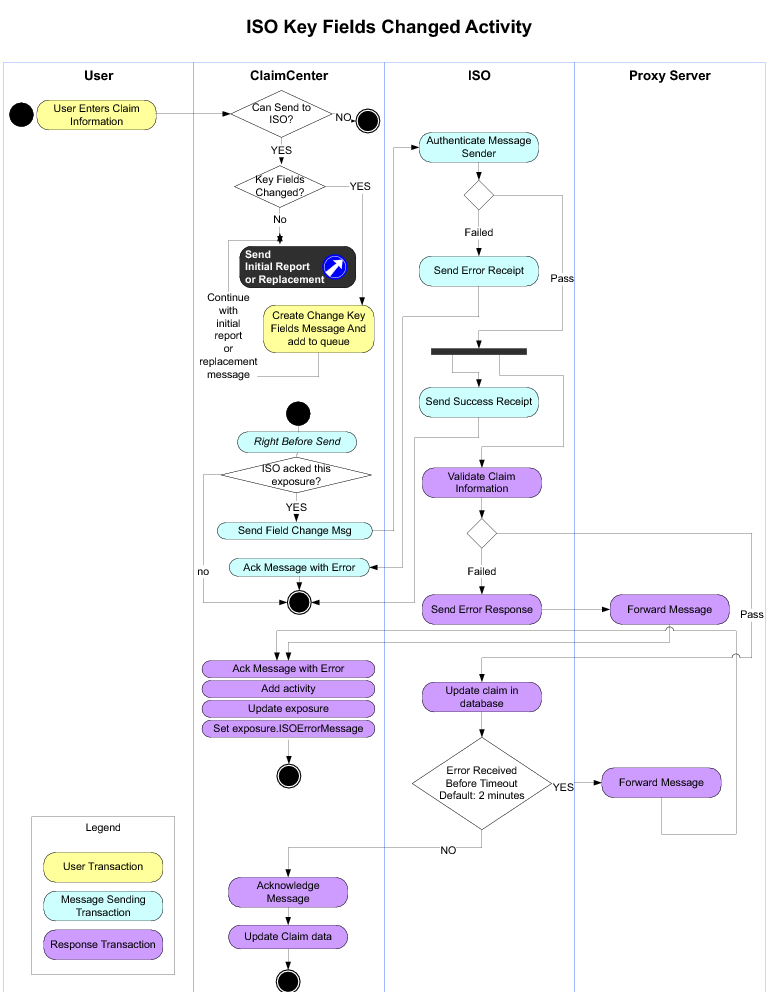 ISO Key Fields Changed Activity
User
ClaimCenter
ISO
Proxy Server
User Enters Claim
Information
Can Send to
ISO?
NO
YES
Key Fields
Changed?
YES
No
Send
Initial Report
or Replacement
Continue
with
initial
report
or
replacement
message
Create Change Key
Fields Message And
add to queue
Authenticate Message
Sender
Failed
Pass
Send Error Receipt
Send Success Receipt
Right Before Send
ISO acked this
exposure?
YES
no
Send Field Change Msg
Ack Message with Error
Validate Claim
Information
Failed
Pass
Send Error Response
Forward Message
Ack Message with Error
Add activity
Update exposure
Set exposure.ISOErrorMessage
Update claim in
database
Error Received
Before Timeout
Default: 2 minutes
YES
Forward Message
NO
Acknowledge
Message
Update Claim data
Legend
User Transaction
Message Sending
Transaction
Response Transaction